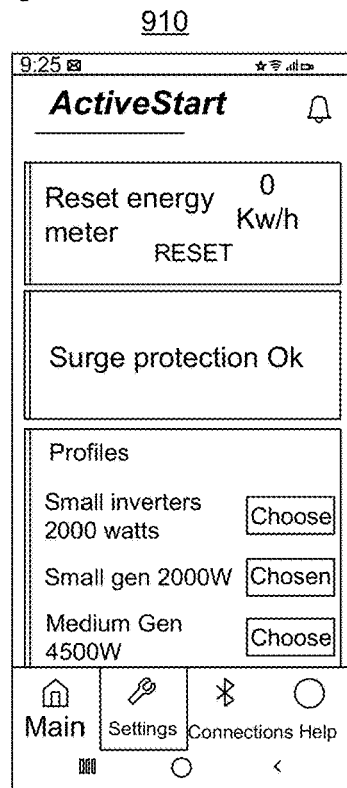 910
9:25
ActiveStart
Reset energy 0
meter Kw/h
RESET
Surge protection Ok
Profiles
Small inverters
2000 watts Choose
Small gen 2000W Chosen
Medium Gen
4500W Choose
Main Settings Connections Help